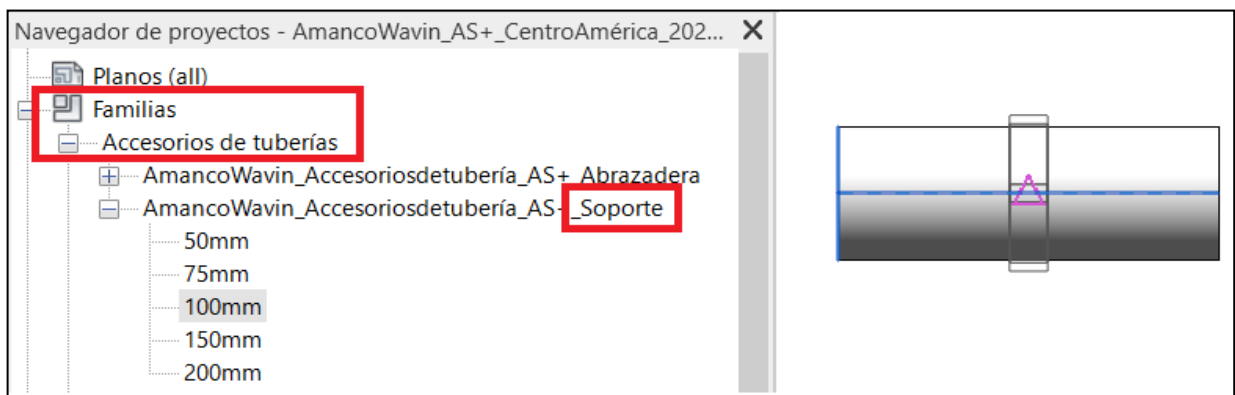 Navegador de proyectos - AmancoWavin_AS+_CentroAmérica_202...
Planos (all)
Familias
Accesorios de tuberías
AmancoWavin_Accesoriosdetubería_AS+_Abrazadera
AmancoWavin_Accesoriosdetubería_AS+_Soporte
50mm
75mm
100mm
150mm
200mm